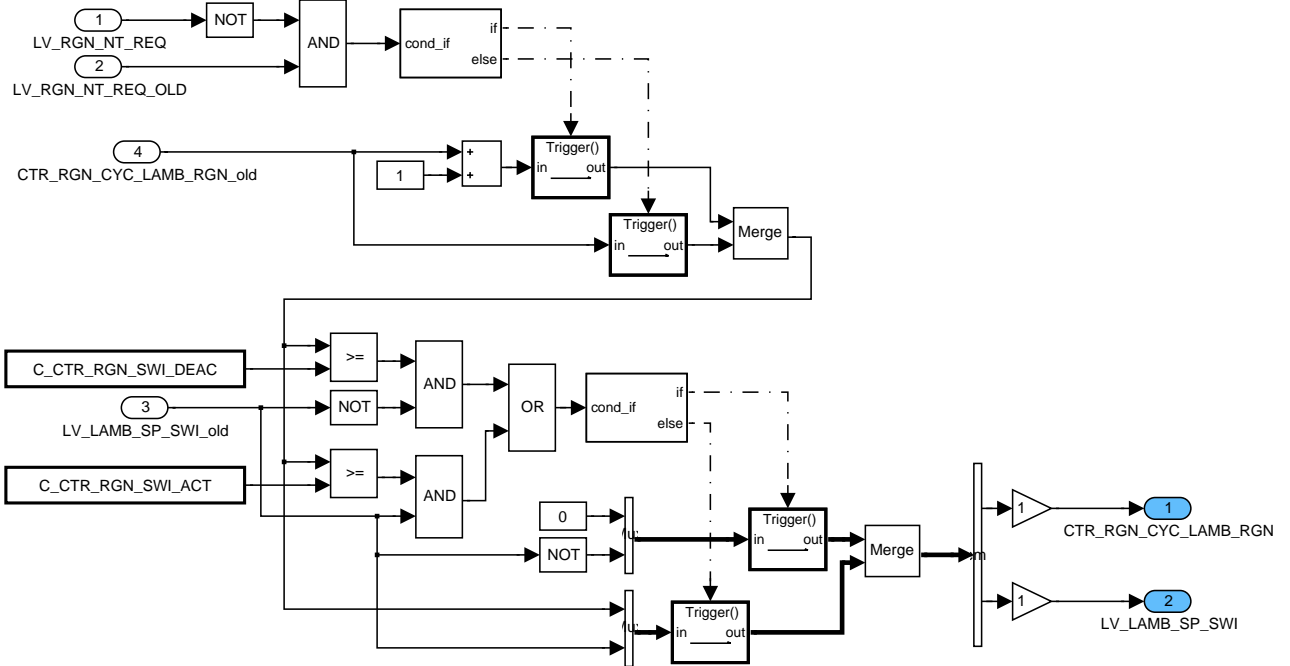 1
NOT
LV_RGN_NT_REQ
2
LV_RGN_NT_REQ_OLD
AND
cond_if
if
else
4
CTR_RGN_CYC_LAMB_RGN_old
1
+
+
Trigger()
in
out
Trigger()
in
out
Merge
C_CTR_RGN_SWI_DEAC
>=
AND
3
NOT
LV_LAMB_SP_SWI_old
OR
cond_if
if
else
C_CTR_RGN_SWI_ACT
>=
AND
0
NOT
Trigger()
in
out
Merge
Trigger()
in
out
1
1
CTR_RGN_CYC_LAMB_RGN
1
2
LV_LAMB_SP_SWI